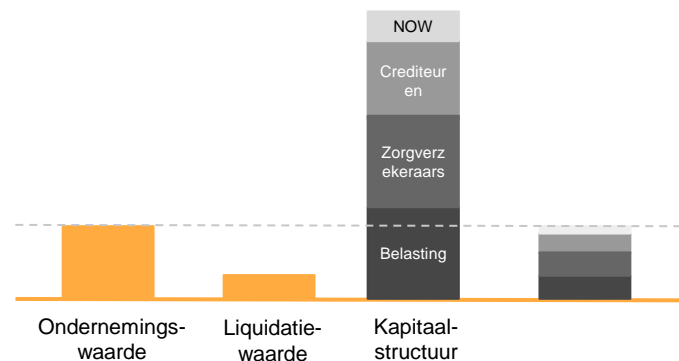 NOW
Crediteur
en
Zorgverz
ekeraars
Belasting
Ondernemings-
waarde
Liquidatie-
waarde
Kapitaal-
structuur